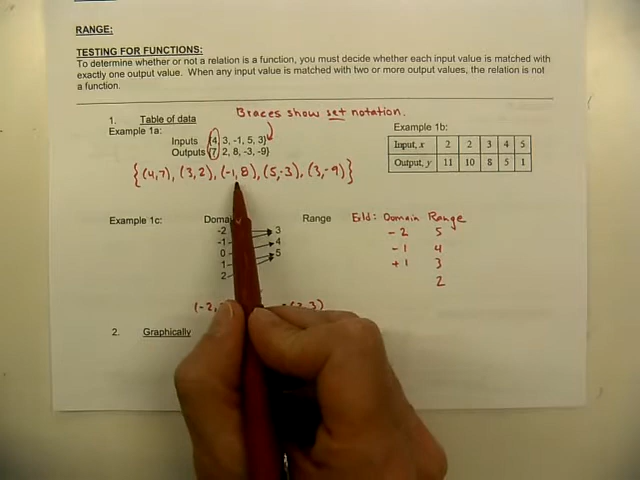 RANGE:
TESTING FOR FUNCTIONS:
To determine whether or not a relation is a function, you must decide whether each input value is matched with
exactly one output value. When any input value is matched with two or more output values, the relation is not
a function.
Braces show set notation.
1. Table of data
Example 1a:
Inputs {4, 3, -1, 5, 3}
Outputs {7, 2, 8, -3, -9}
{(4,7), (3,2), (-1,8), (5,-3), (3,-9)}
Example 1b:
Input, x 2 2 3 4 5
Output, y 11 10 8 5 1
Example 1c: Range
-2 3
-1 4
0 5
1
2
Ex1d: Domain Range
-2 5
-1 4
+1 3
2
2. Graphically